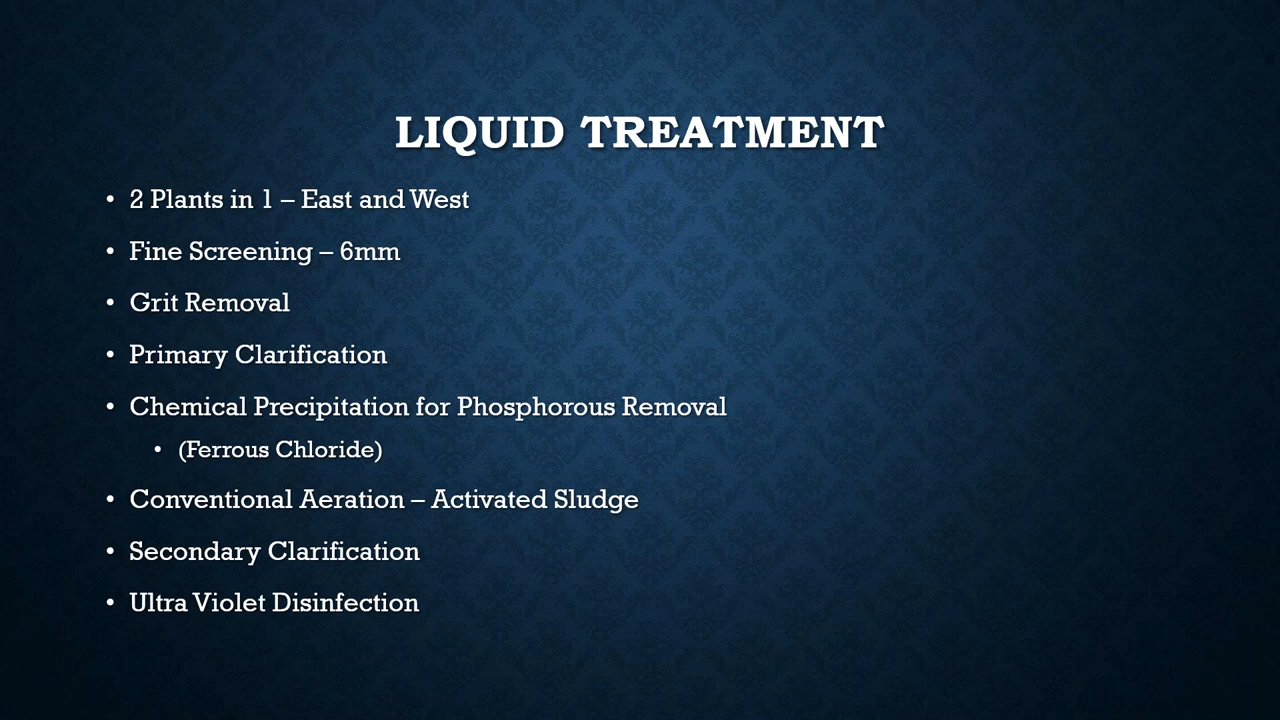 LIQUID TREATMENT
• 2 Plants in 1 – East and West
• Fine Screening – 6mm
• Grit Removal
• Primary Clarification
• Chemical Precipitation for Phosphorous Removal
• (Ferrous Chloride)
• Conventional Aeration – Activated Sludge
• Secondary Clarification
• Ultra Violet Disinfection